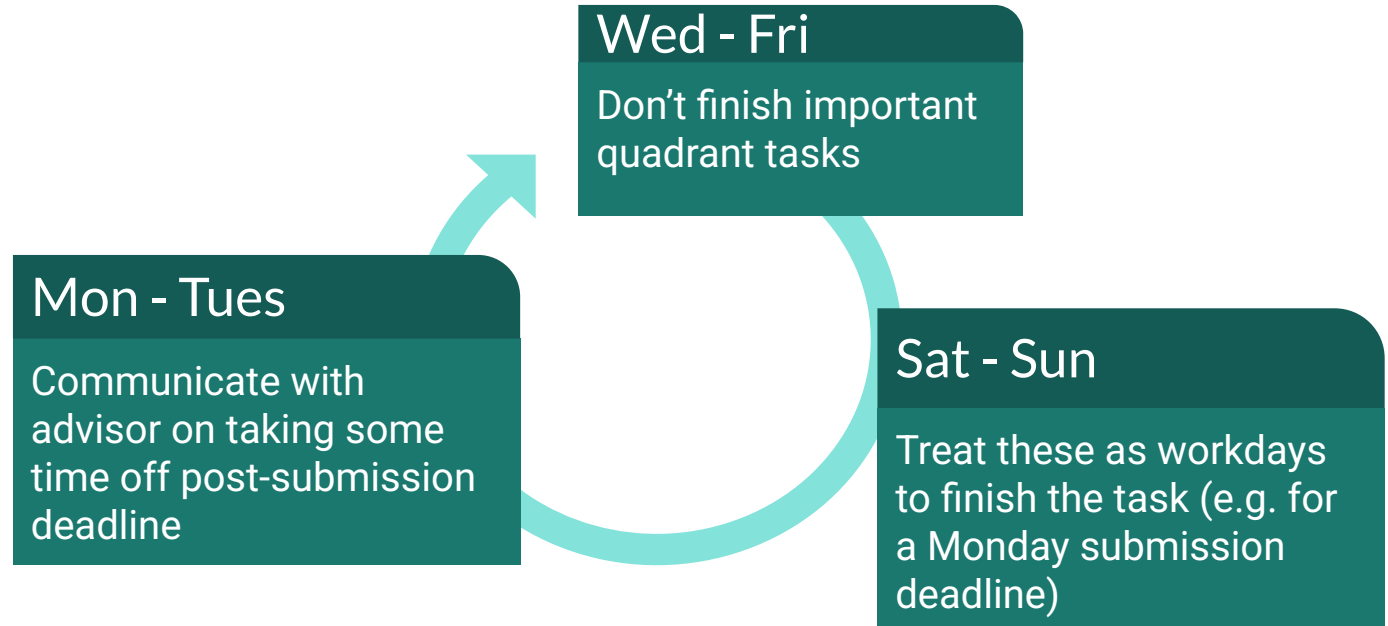 Wed - Fri
Don’t finish important
quadrant tasks
Mon - Tues
Communicate with
advisor on taking some
time off post-submission
deadline
Sat - Sun
Treat these as workdays
to finish the task (e.g. for
a Monday submission
deadline)